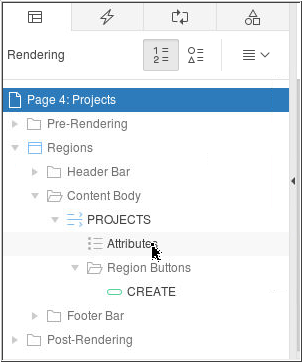 Rendering
Page 4: Projects
Pre-Rendering
Regions
Header Bar
Content Body
PROJECTS
Attributes
Region Buttons
CREATE
Footer Bar
Post-Rendering